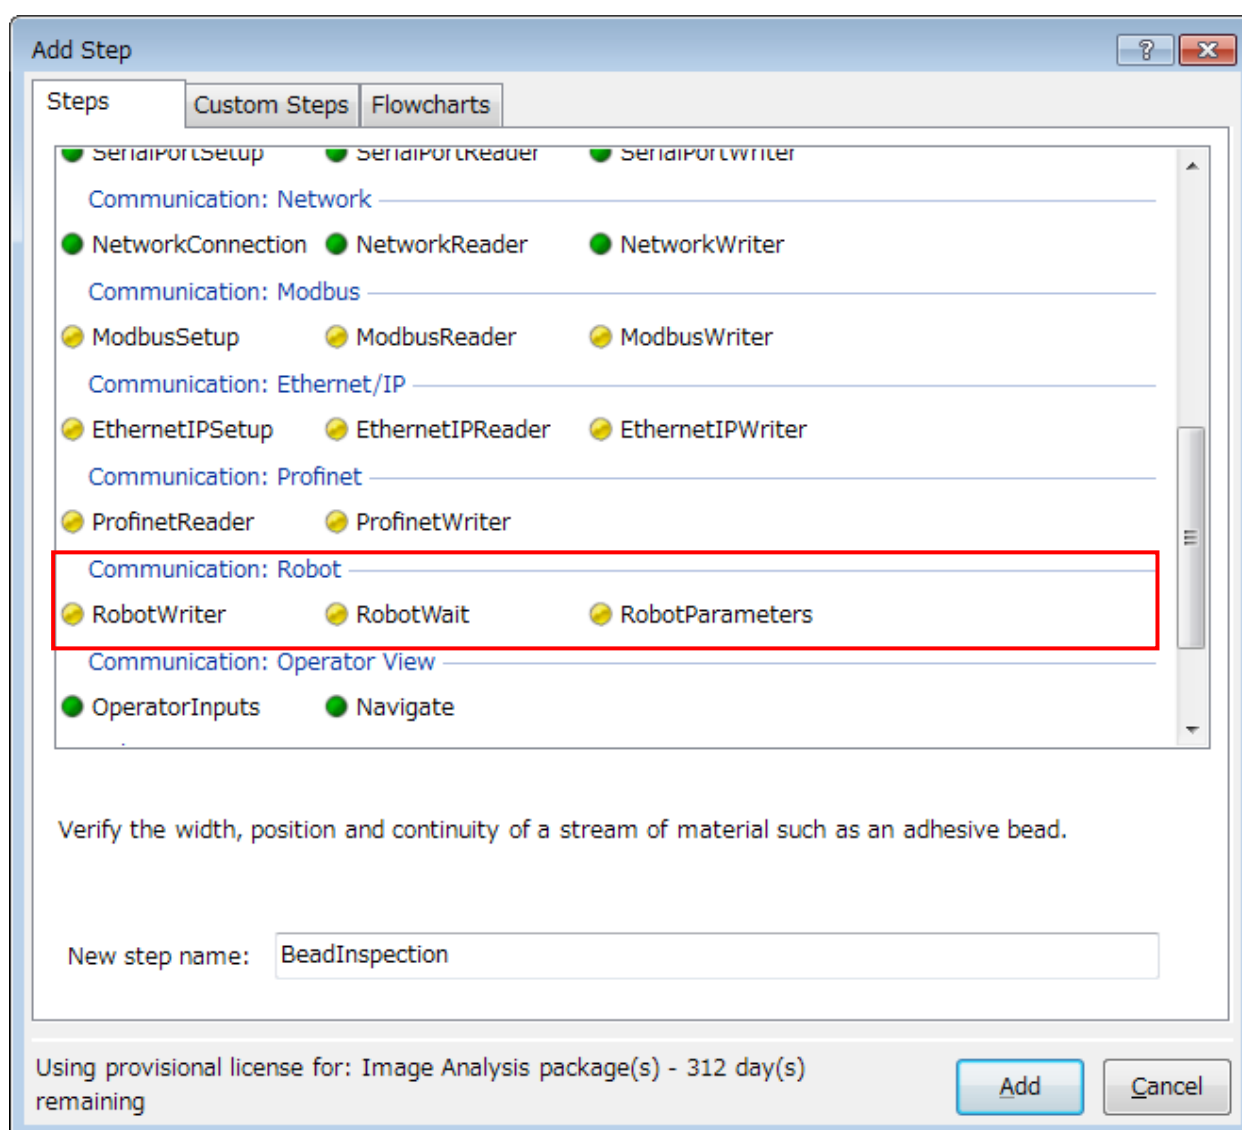 Add Step
Steps Custom Steps Flowcharts
SerialPortSetup SerialPortReader SerialPortWriter
Communication: Network
NetworkConnection NetworkReader NetworkWriter
Communication: Modbus
ModbusSetup ModbusReader ModbusWriter
Communication: Ethernet/IP
EthernetIPSetup EthernetIPReader EthernetIPWriter
Communication: Profinet
ProfinetReader ProfinetWriter
Communication: Robot
RobotWriter RobotWait RobotParameters
Communication: Operator View
OperatorInputs Navigate
Verify the width, position and continuity of a stream of material such as an adhesive bead.
New step name: BeadInspection
Using provisional license for: Image Analysis package(s) - 312 day(s)
remaining
Add Cancel